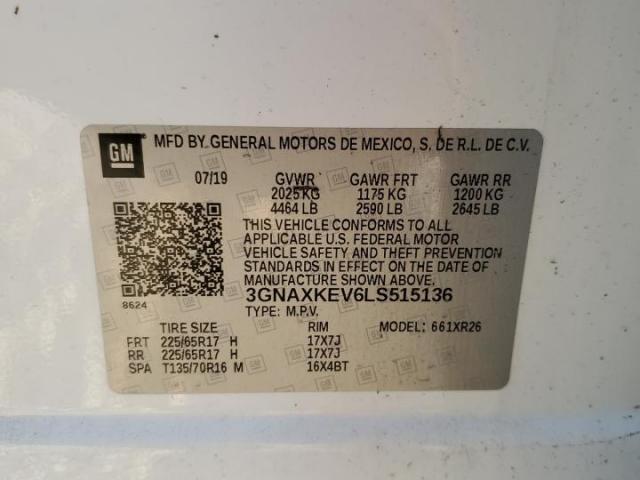 GM MFD BY GENERAL MOTORS DE MEXICO, S. DE R.L. DE C.V.
07/19 GVWR GAWR FRT GAWR RR
2025 KG 1175 KG 1200 KG
4464 LB 2590 LB 2645 LB
THIS VEHICLE CONFORMS TO ALL
APPLICABLE U.S. FEDERAL MOTOR
VEHICLE SAFETY AND THEFT PREVENTION
STANDARDS IN EFFECT ON THE DATE OF
MANUFACTURE SHOWN ABOVE.
8624 3GNAXKEV6LS515136
TYPE: M.P.V.
TIRE SIZE RIM MODEL: 661XR26
FRT 225/65R17 H 17X7J
RR 225/65R17 H 17X7J
SPA T135/70R16 M 16X4BT